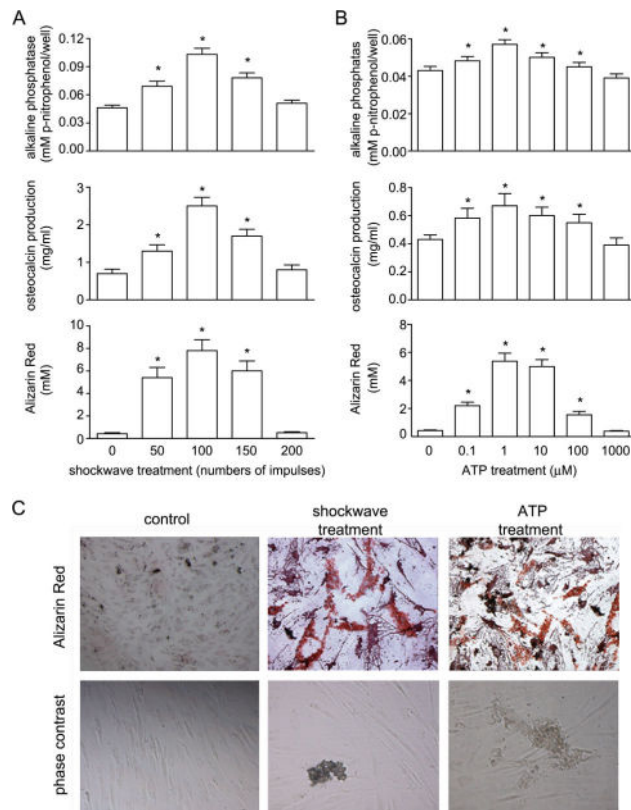 A
alkaline phosphatase
(mM p-nitrophenol/well)
0.12
0.09
0.06
0.03
0.00
*
*
*
osteocalcin production
(mg/ml)
3
2
1
0
*
*
*
Alizarin Red
(mM)
10
8
6
4
2
0
*
*
*
0 50 100 150 200
shockwave treatment (numbers of impulses)
B
alkaline phosphatas
(mM p-nitrophenol/well)
0.06
0.04
0.02
0.00
*
*
*
*
osteocalcin production
(mg/ml)
0.8
0.6
0.4
0.2
0.0
*
*
*
*
Alizarin Red
(mM)
8
6
4
2
0
*
*
*
*
0 0.1 1 10 100 1000
ATP treatment (μM)
C
control
shockwave
treatment
ATP
treatment
Alizarin Red
phase contrast